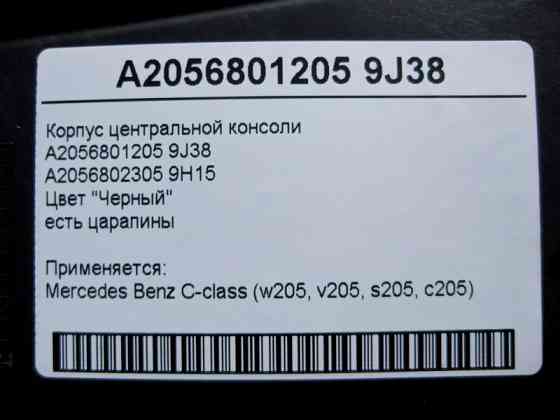 A2056801205 9J38
Корпус центральной консоли
A2056801205 9J38
A2056802305 9H15
Цвет "Черный"
есть царапины
Применяется:
Mercedes Benz C-class (w205, v205, s205, c205)